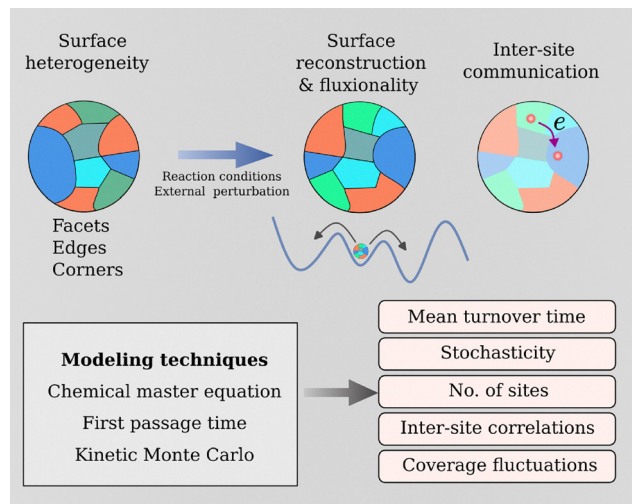 Surface
heterogeneity
Surface
reconstruction
& fluxionality
Inter-site
communication
e
Reaction conditions
External perturbation
Facets
Edges
Corners
Modeling techniques
Chemical master equation
First passage time
Kinetic Monte Carlo
Mean turnover time
Stochasticity
No. of sites
Inter-site correlations
Coverage fluctuations